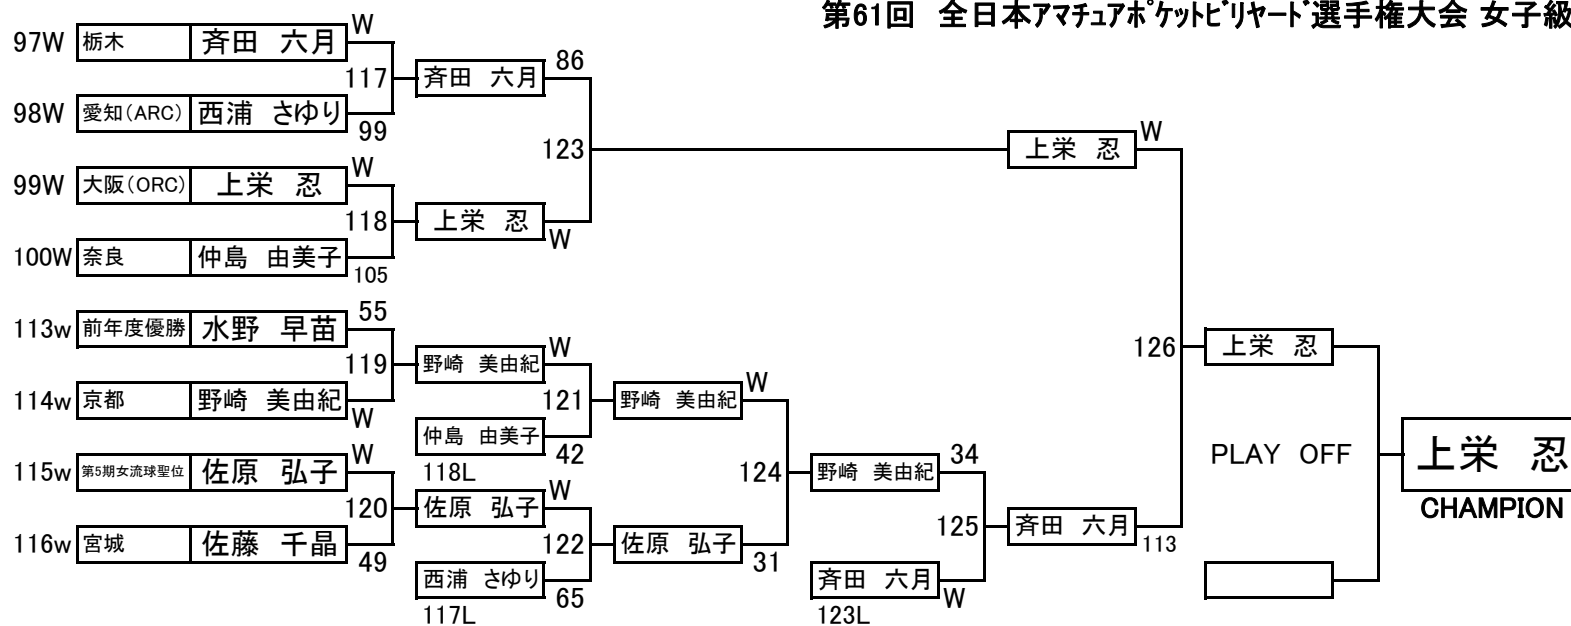 第61回　全日本アマチュアポケットビリヤード選手権大会 女子級
97W 栃木 斉田　六月 W
117 斉田　六月 86
98W 愛知（ARC） 西浦　さゆり 99
123 上栄　忍 W
99W 大阪（ORC） 上栄　忍 W
118 上栄　忍 W
100W 奈良 仲島　由美子 105
113w 前年度優勝 水野　早苗 55
119 野崎　美由紀 W
126 上栄　忍
114w 京都 野崎　美由紀 W
121 野崎　美由紀 W
仲島　由美子 42
118L
PLAY　OFF
上栄　忍
CHAMPION
115w 第5期女流球聖位 佐原　弘子 W
124 野崎　美由紀 34
120 佐原　弘子 W
125 斉田　六月 113
116w 宮城 佐藤　千晶 49
122 佐原　弘子 31
西浦　さゆり 65
117L
斉田　六月 W
123L